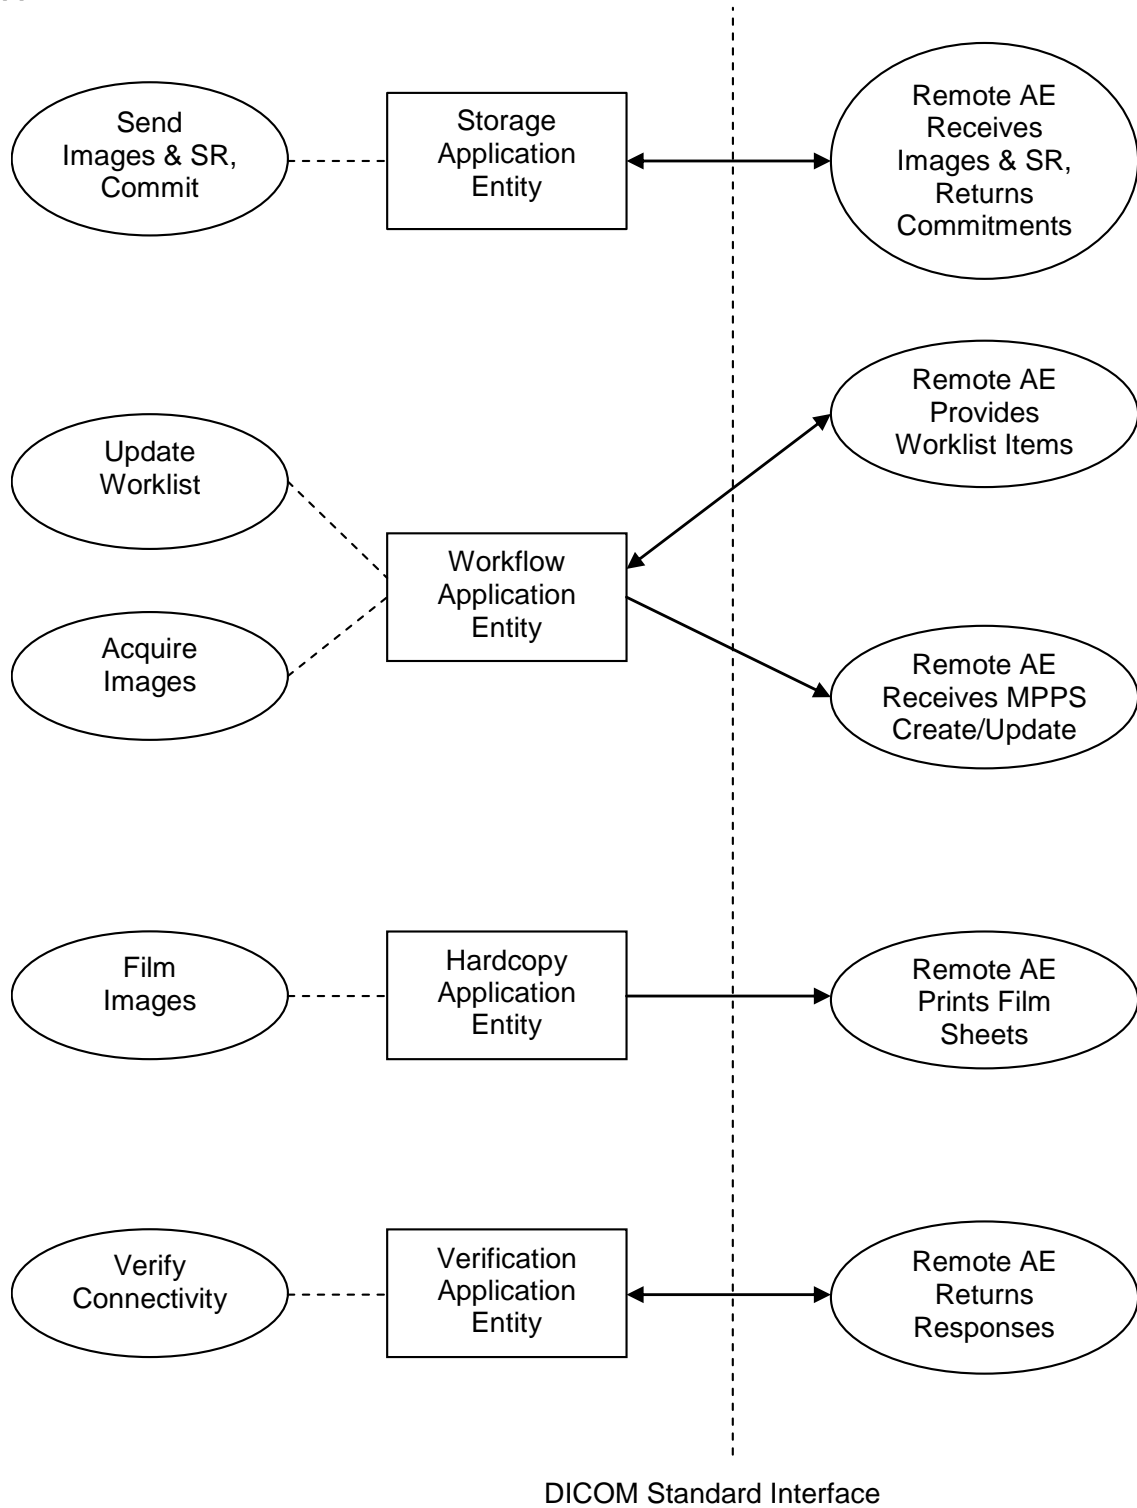 Send
Images & SR,
Commit
Storage
Application
Entity
Remote AE
Receives
Images & SR,
Returns
Commitments
Update
Worklist
Acquire
Images
Workflow
Application
Entity
Remote AE
Provides
Worklist Items
Remote AE
Receives MPPS
Create/Update
Film
Images
Hardcopy
Application
Entity
Remote AE
Prints Film
Sheets
Verify
Connectivity
Verification
Application
Entity
Remote AE
Returns
Responses
DICOM Standard Interface